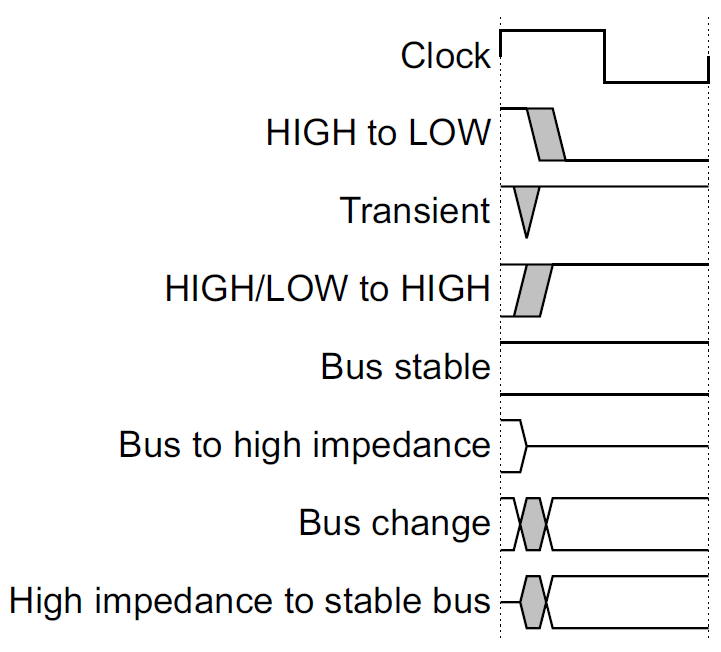 Clock
HIGH to LOW
Transient
HIGH/LOW to HIGH
Bus stable
Bus to high impedance
Bus change
High impedance to stable bus